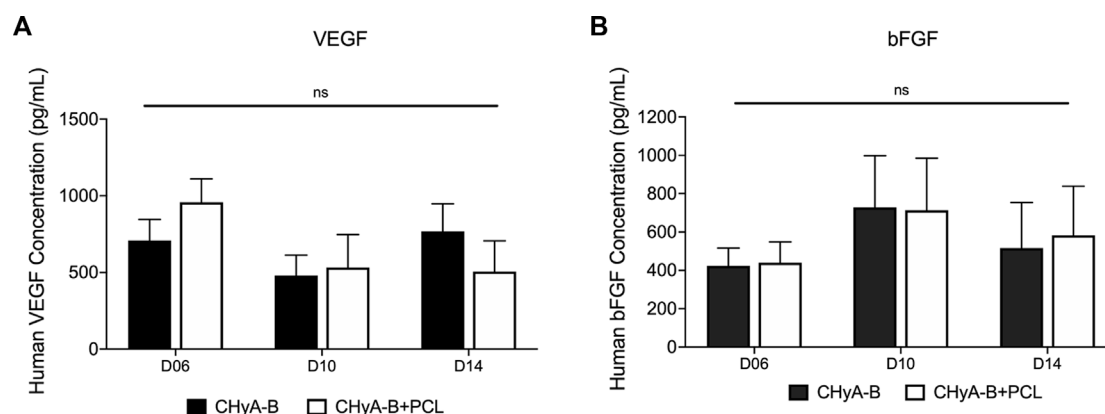 A
VEGF
Human VEGF Concentration (pg/mL)
ns
1500
1000
500
0
D06
D10
D14
CHyA-B
CHyA-B+PCL
B
bFGF
Human bFGF Concentration (pg/mL)
ns
1200
1000
800
600
400
200
0
D06
D10
D14
CHyA-B
CHyA-B+PCL